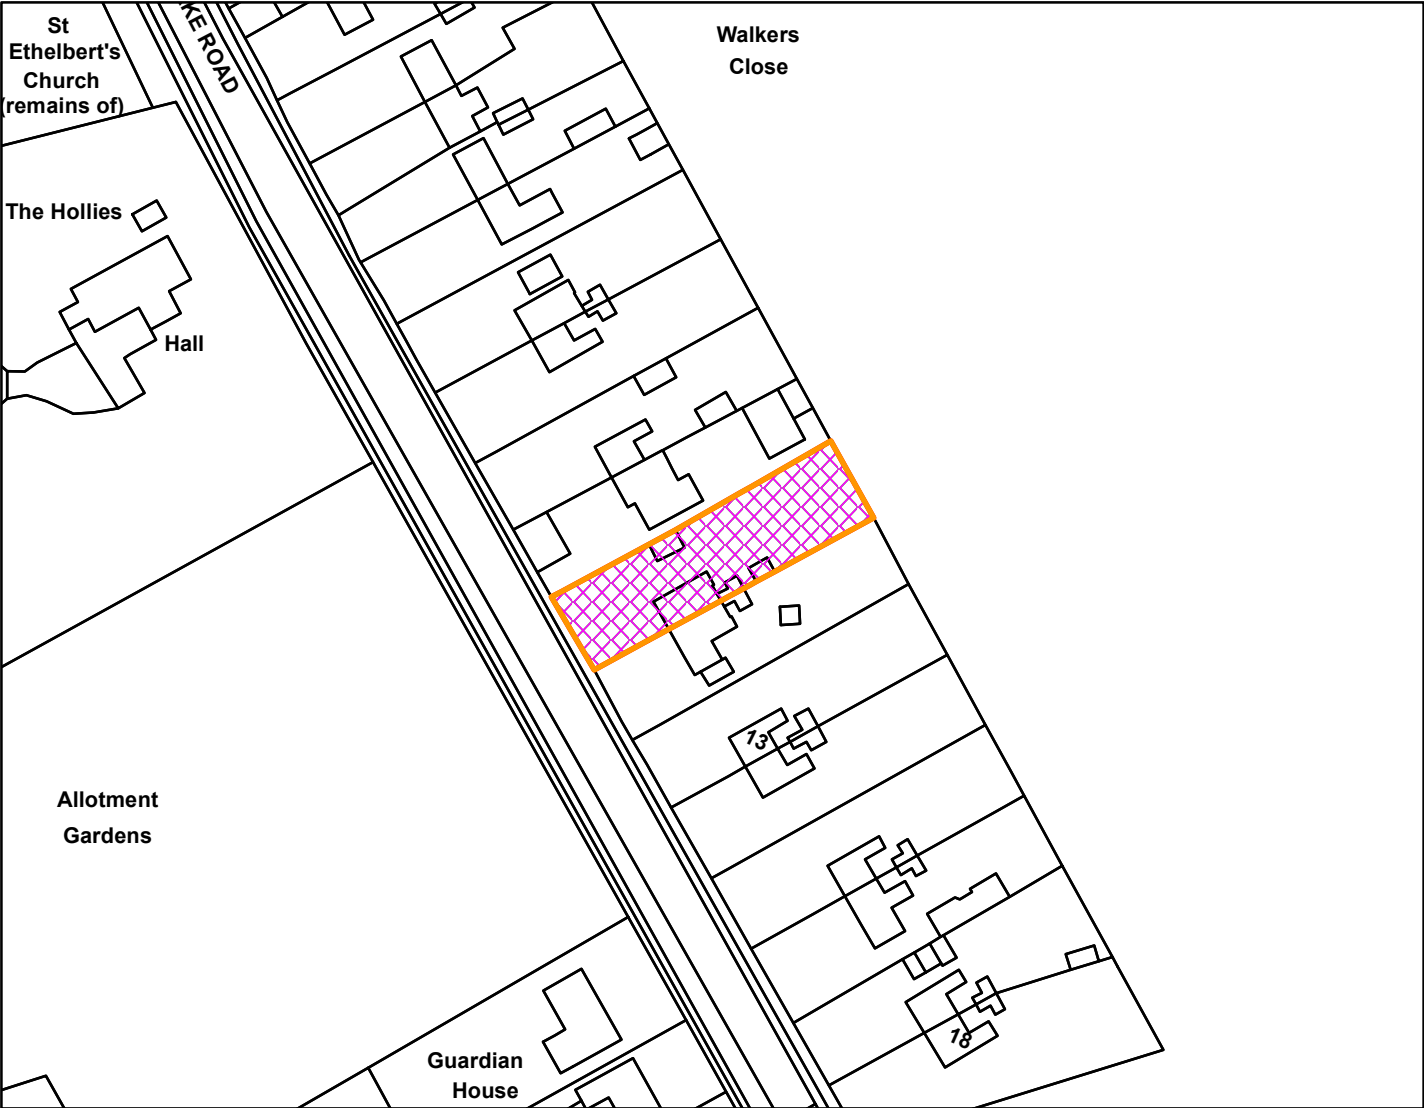 St
Ethelbert's
Church
(remains of)
KE ROAD
Walkers
Close
The Hollies
Hall
13
Allotment
Gardens
18
Guardian
House